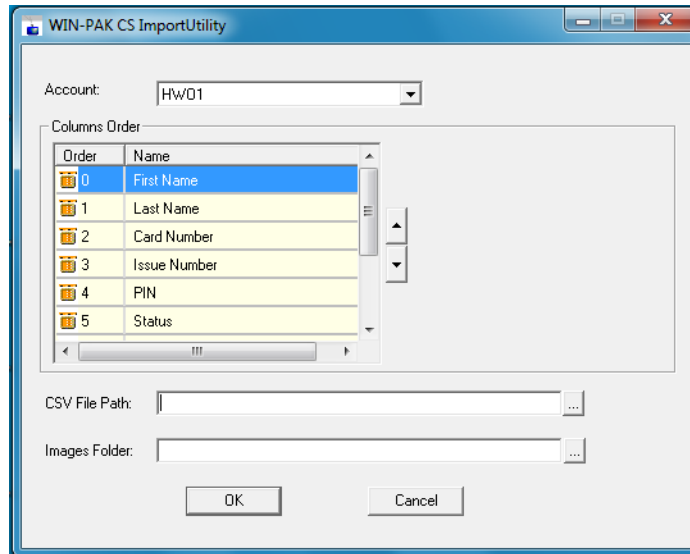 WIN-PAK CS ImportUtility
Account: HW01
Columns Order
Order Name
0 First Name
1 Last Name
2 Card Number
3 Issue Number
4 PIN
5 Status
CSV File Path: ...
Images Folder: ...
OK Cancel